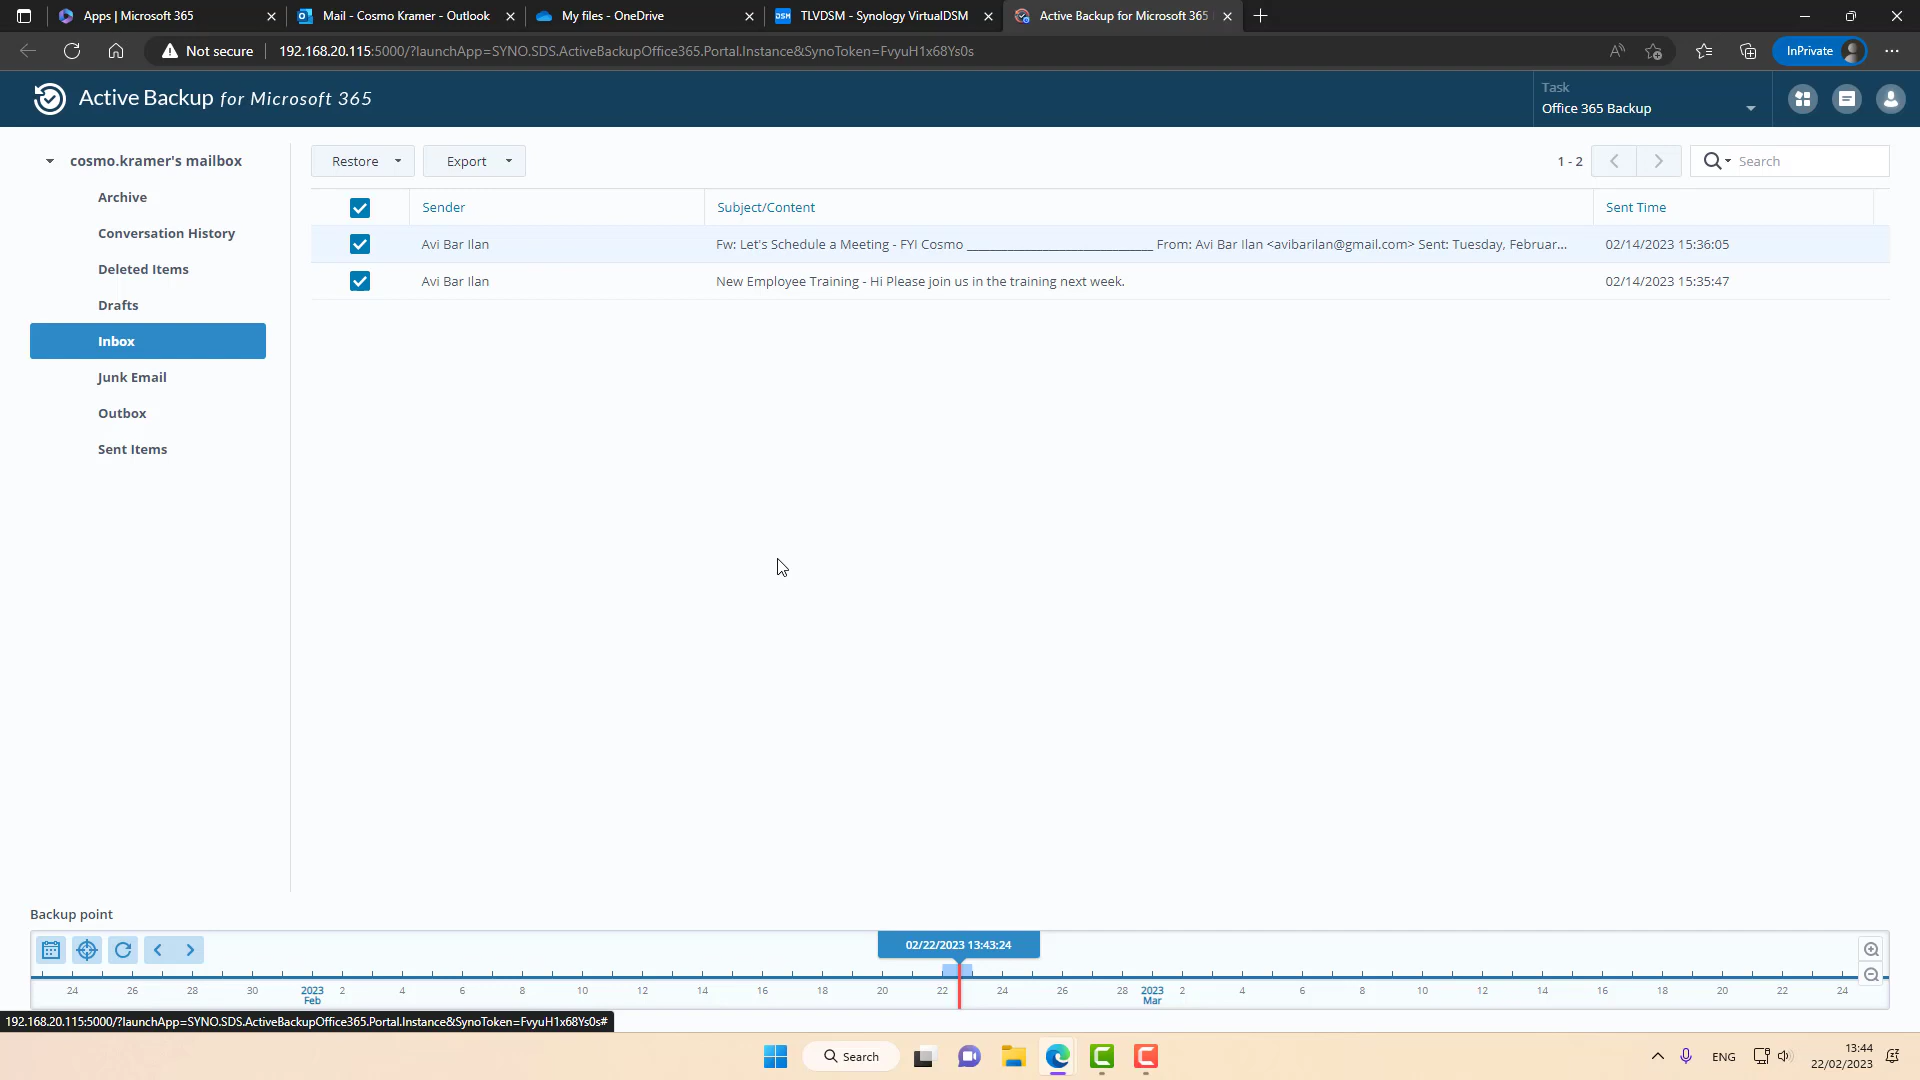 Apps | Microsoft 365
Mail - Cosmo Kramer - Outlook
My files - OneDrive
TLVDSM - Synology VirtualDSM
Active Backup for Microsoft 365
Not secure
192.168.20.115:5000/?launchApp=SYNO.SDS.ActiveBackupOffice365.Portal.Instance&SynoToken=FvyuH1x68Ys0s
InPrivate
Active Backup for Microsoft 365
Task
Office 365 Backup
cosmo.kramer's mailbox
Archive
Conversation History
Deleted Items
Drafts
Inbox
Junk Email
Outbox
Sent Items
Restore
Export
1 - 2
Search
Sender
Subject/Content
Sent Time
Avi Bar Ilan
Fw: Let's Schedule a Meeting - FYI Cosmo ________________________________ From: Avi Bar Ilan <avibarilan@gmail.com> Sent: Tuesday, Februar...
02/14/2023 15:36:05
Avi Bar Ilan
New Employee Training - Hi Please join us in the training next week.
02/14/2023 15:35:47
Backup point
02/22/2023 13:43:24
24 26 28 30 2023 Feb 2 4 6 8 10 12 14 16 18 20 22 24 26 28 2023 Mar 2 4 6 8 10 12 14 16 18 20 22 24
192.168.20.115:5000/?launchApp=SYNO.SDS.ActiveBackupOffice365.Portal.Instance&SynoToken=FvyuH1x68Ys0s#
Search
ENG
13:44
22/02/2023